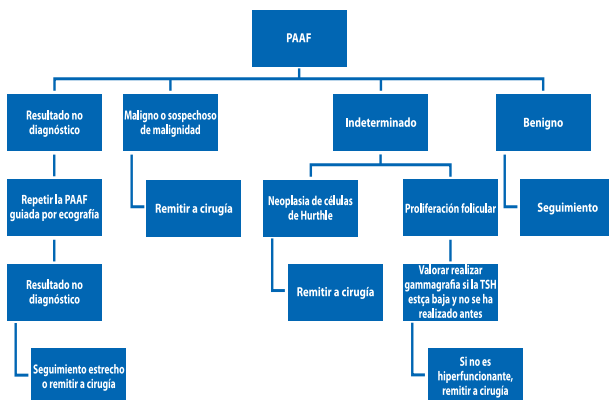 PAAF
Resultado no
diagnóstico
Maligno o sospechoso
de malignidad
Indeterminado
Benigno
Repetir la PAAF
guiada por ecografía
Remitir a cirugía
Neoplasia de células
de Hurthle
Proliferación folicular
Seguimiento
Resultado no
diagnóstico
Remitir a cirugía
Valorar realizar
gammagrafia si la TSH
estça baja y no se ha
realizado antes
Seguimiento estrecho
o remitir a cirugía
Si no es
hiperfuncionante,
remitir a cirugía